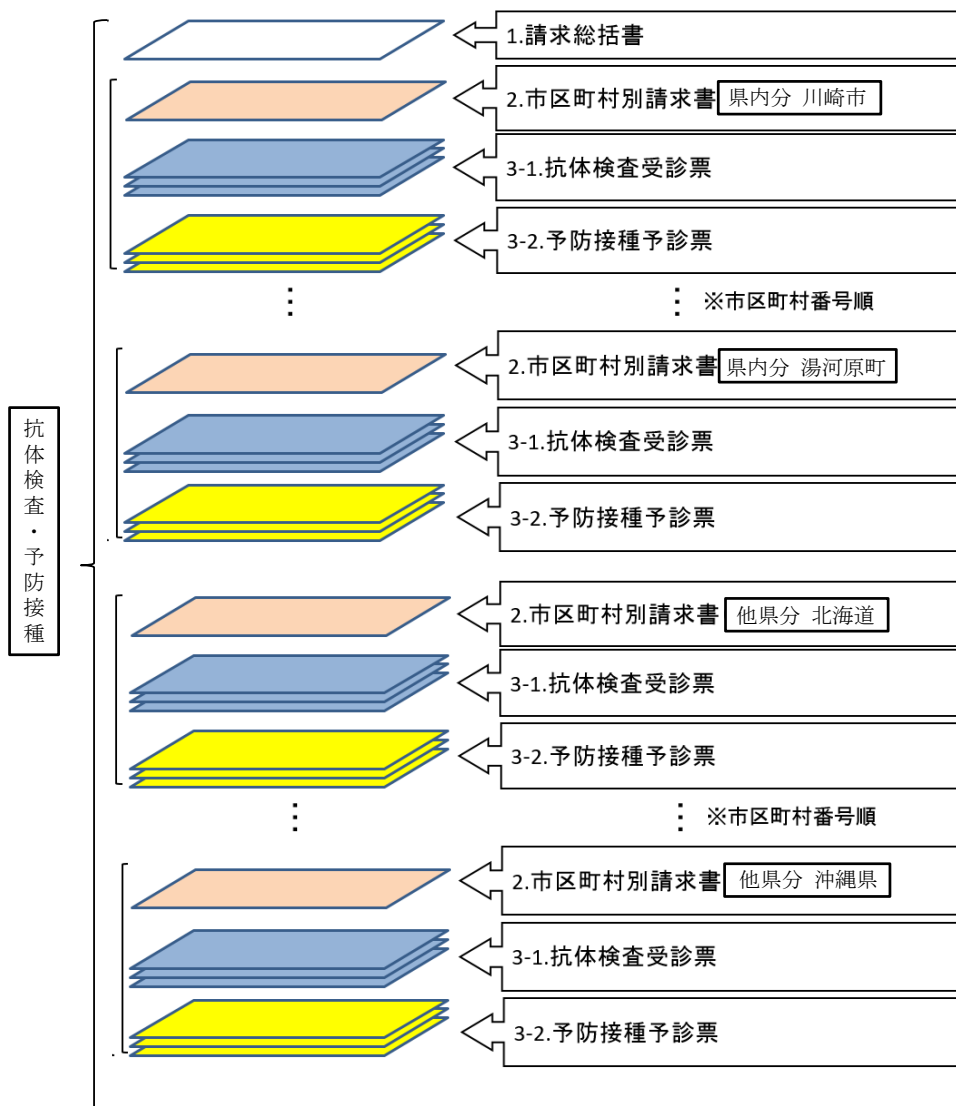 1.請求総括書
2.市区町村別請求書 県内分 川崎市
3-1.抗体検査受診票
3-2.予防接種予診票
⋮ ⋮ ※市区町村番号順
2.市区町村別請求書 県内分 湯河原町
3-1.抗体検査受診票
3-2.予防接種予診票
抗体検査・予防接種
2.市区町村別請求書 他県分 北海道
3-1.抗体検査受診票
3-2.予防接種予診票
⋮ ⋮ ※市区町村番号順
2.市区町村別請求書 他県分 沖縄県
3-1.抗体検査受診票
3-2.予防接種予診票